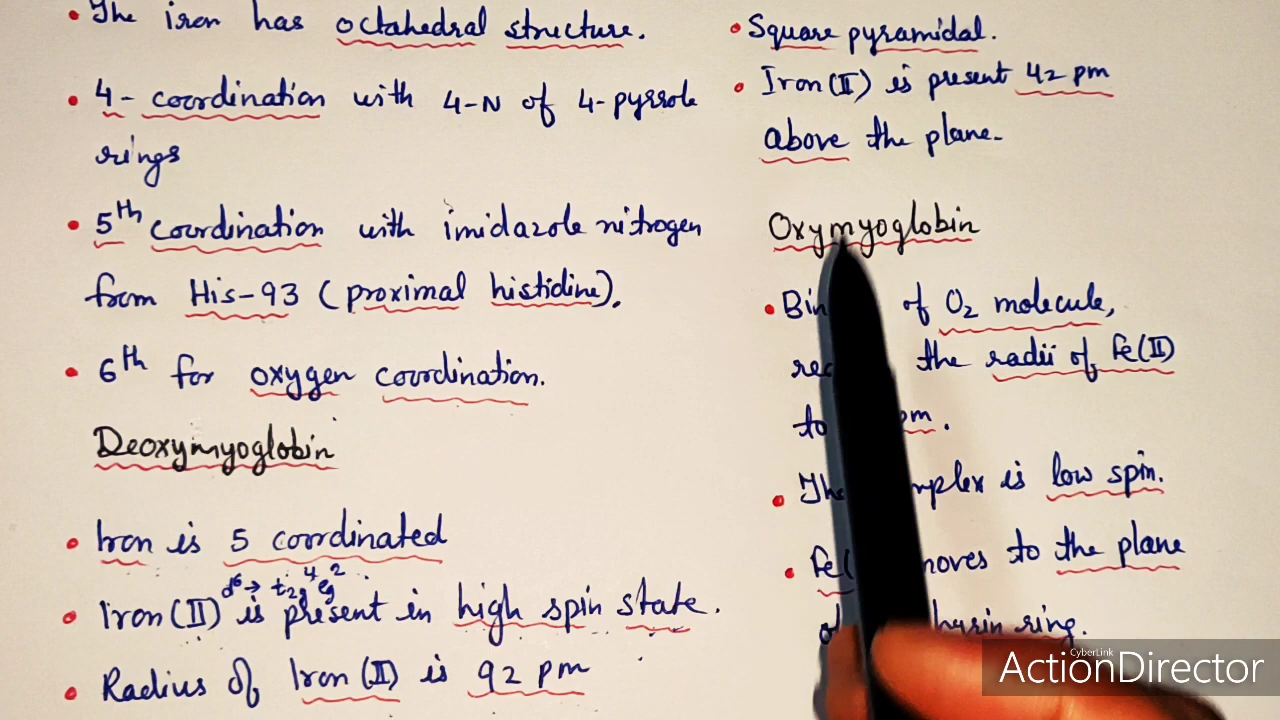 • The iron has octahedral structure.
• 4- coordination with 4-N of 4-pyrrole
rings
• 5th coordination with imidazole nitrogen
from His-93 (proximal histidine).
• 6th for oxygen coordination.
Deoxymyoglobin
• Iron is 5 coordinated
d6 → t2g4 eg2
• Iron(II) is present in high spin state.
• Radius of Iron(II) is 92 pm
• Square pyramidal.
• Iron(II) is present 42 pm
above the plane.
Oxymyoglobin
• Bin of O2 molecule,
the radii of Fe(II)
to pm.
• The is low spin.
• Fe( moves to the plane
ring.
CyberLink
ActionDirector